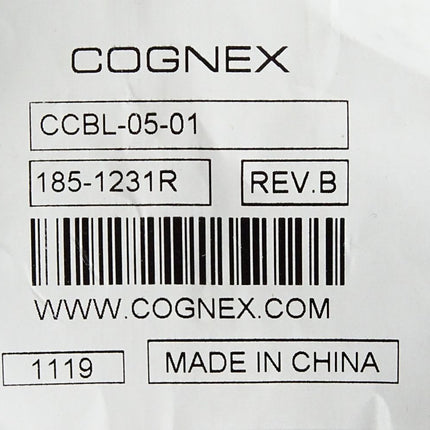 COGNEX
CCBL-05-01
185-1231R REV.B
WWW.COGNEX.COM
1119 MADE IN CHINA